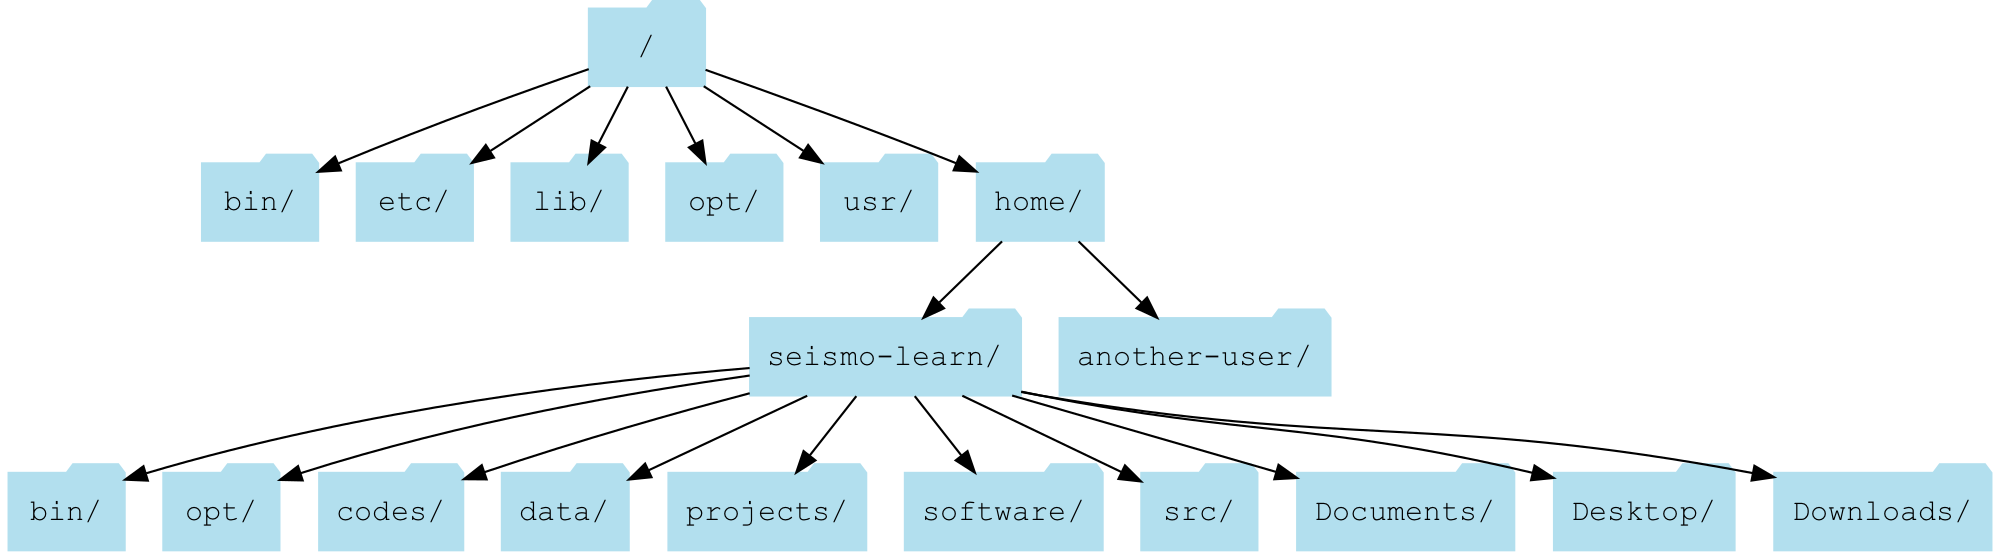 /
bin/
etc/
lib/
opt/
usr/
home/
seismo-learn/
another-user/
bin/
opt/
codes/
data/
projects/
software/
src/
Documents/
Desktop/
Downloads/